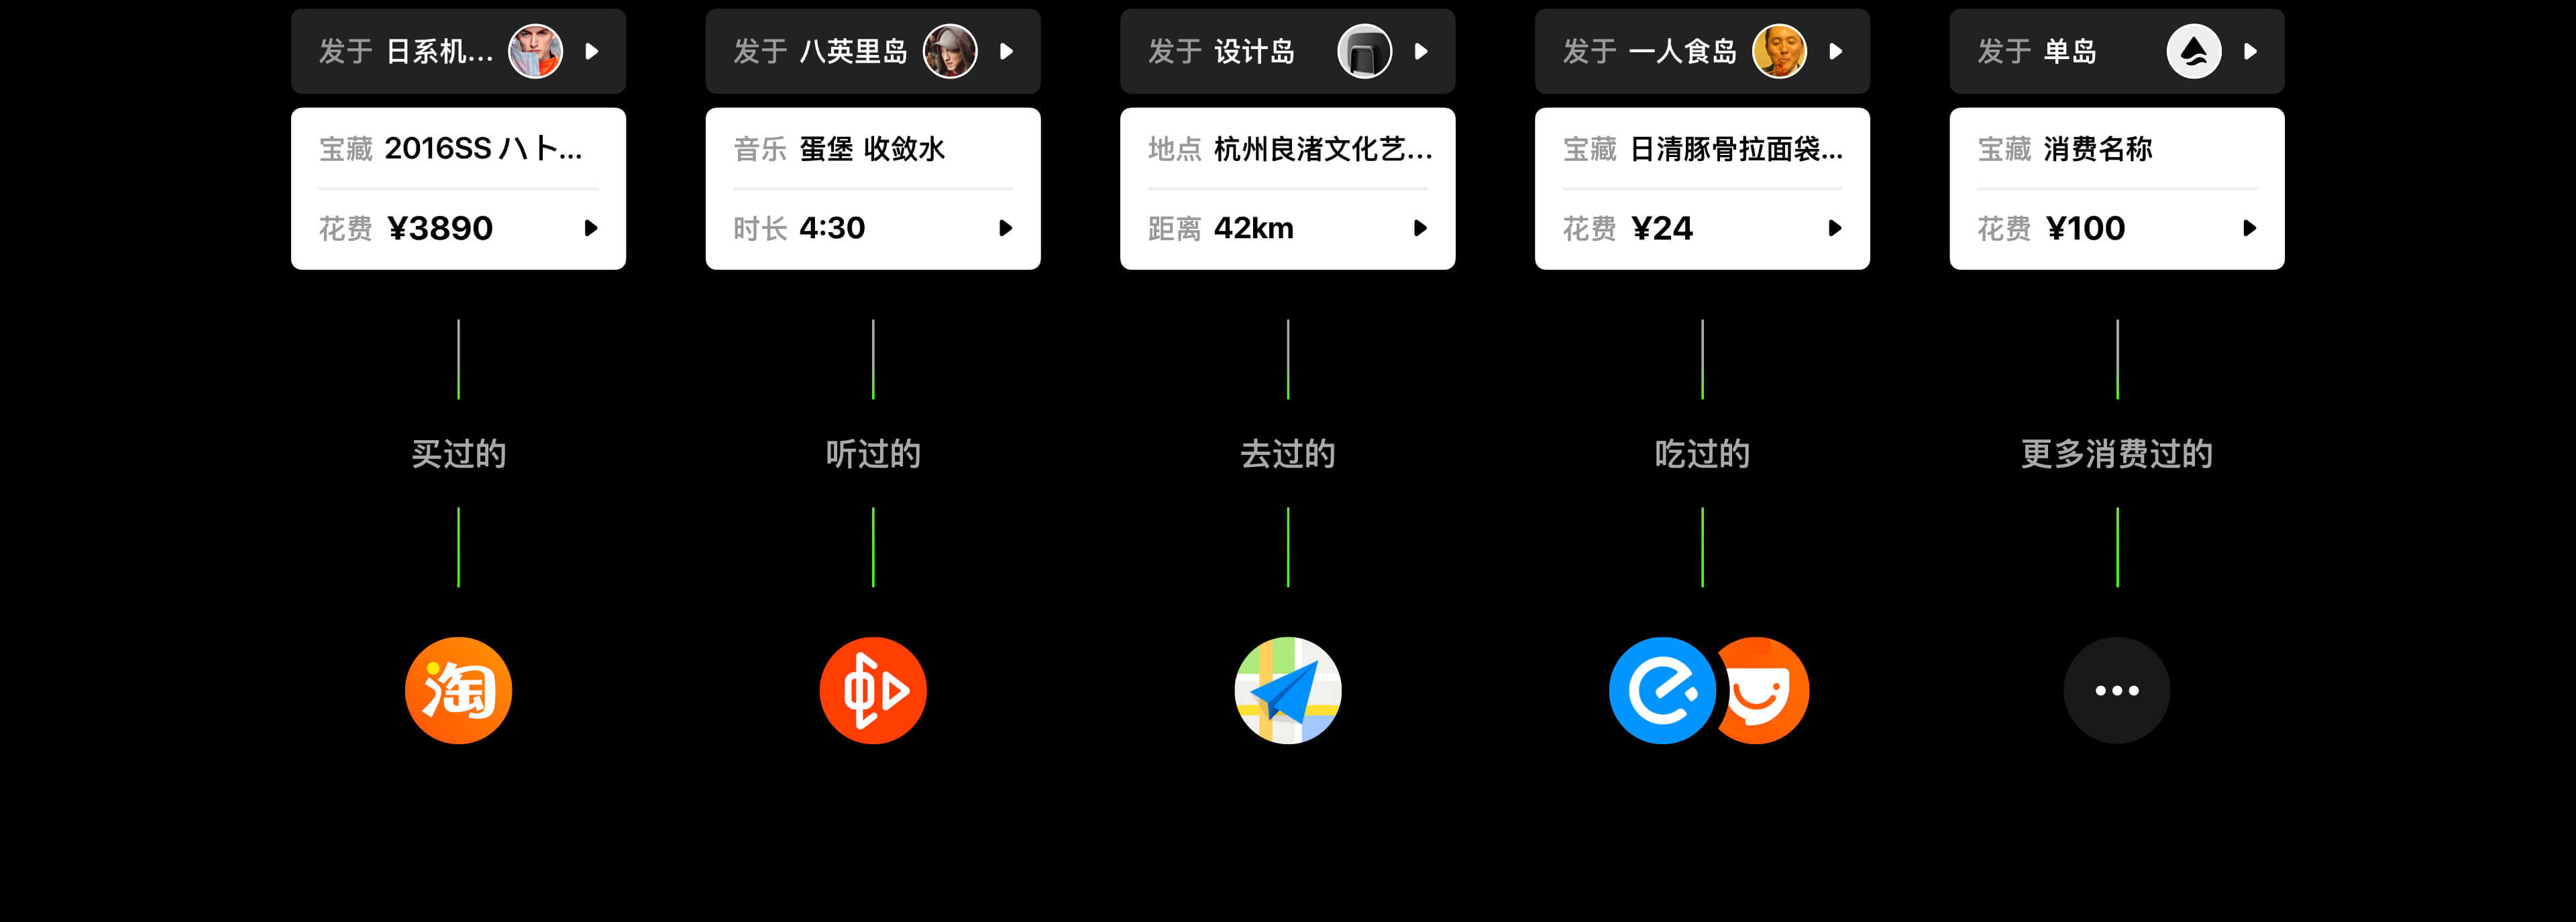 发于 日系机...
发于 八英里岛
发于 设计岛
发于 一人食岛
发于 单岛
宝藏 2016SS ハト...
花费 ¥3890
音乐 蛋堡 收敛水
时长 4:30
地点 杭州良渚文化艺...
距离 42km
宝藏 日清豚骨拉面袋...
花费 ¥24
宝藏 消费名称
花费 ¥100
买过的
听过的
去过的
吃过的
更多消费过的
淘